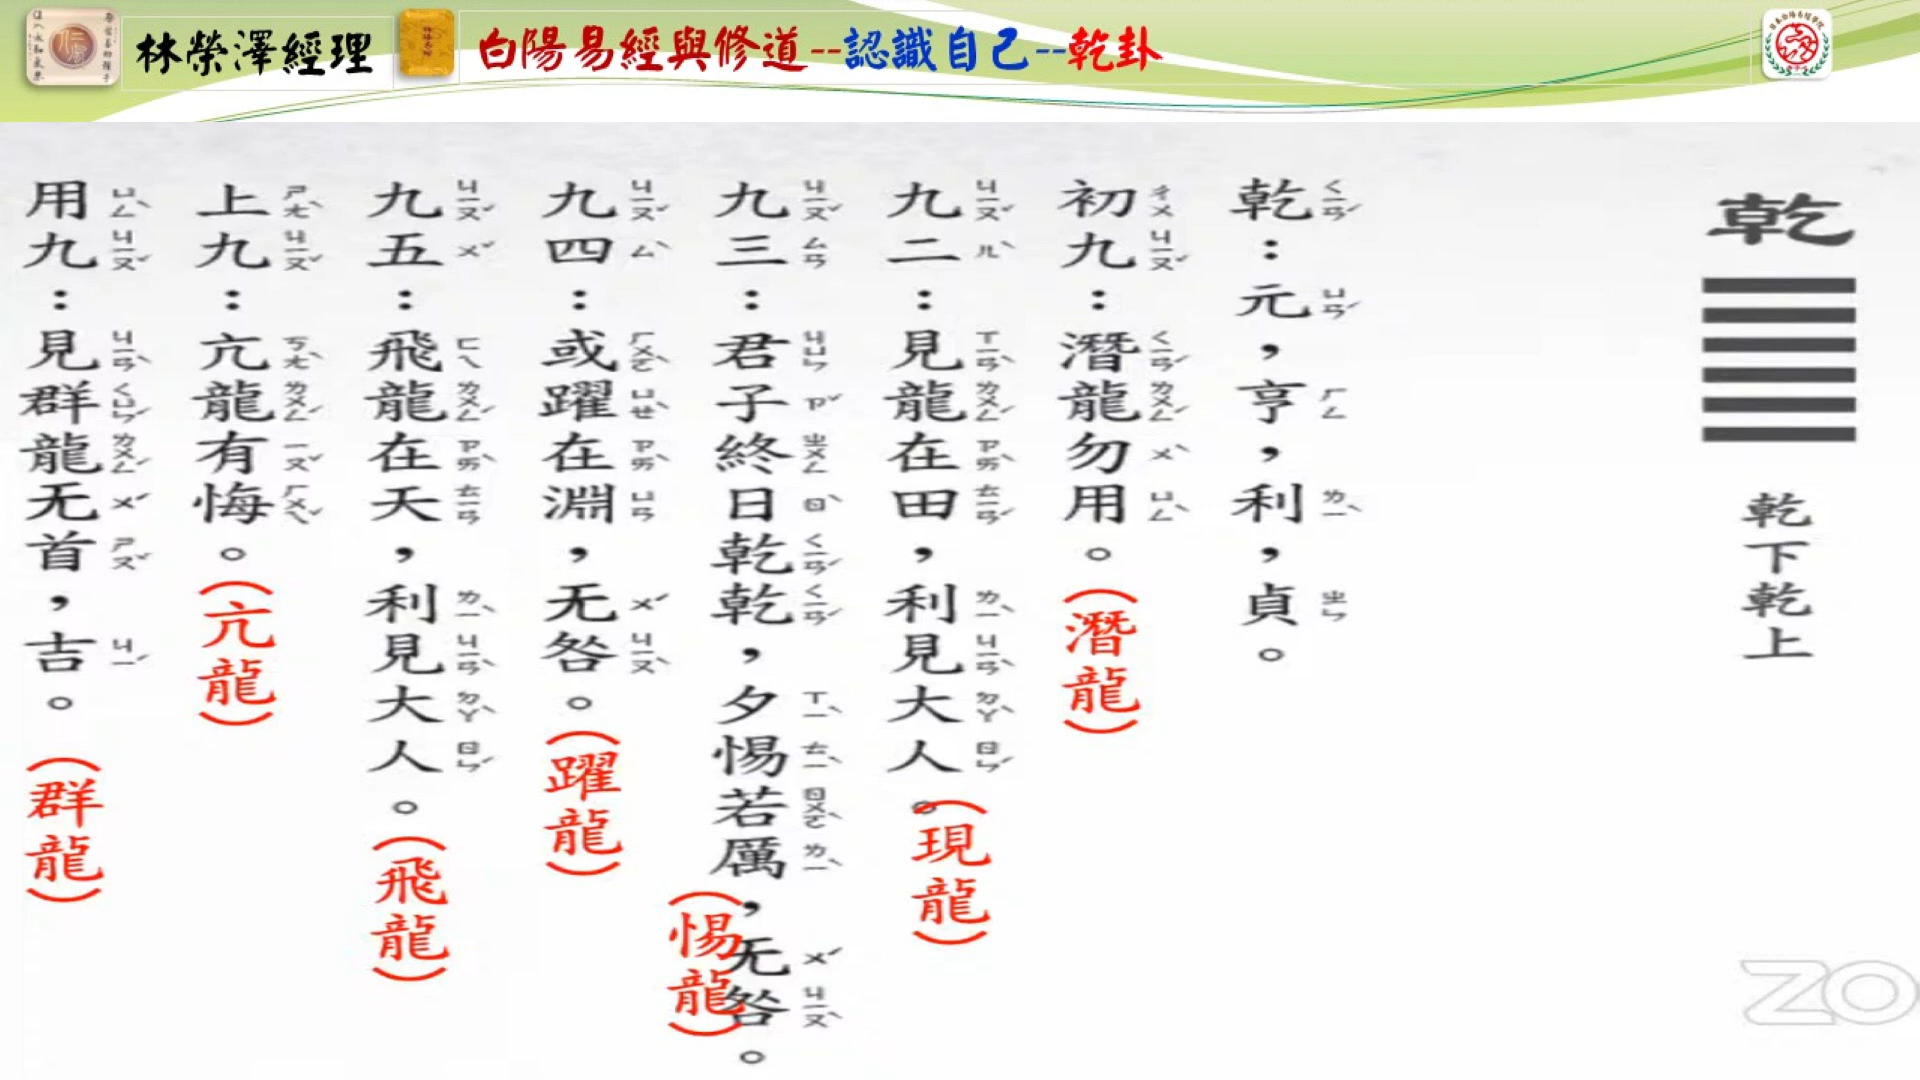 林榮澤經理
白陽易經與修道--認識自己--乾卦
乾
乾下乾上
乾：元，亨，利，貞。
初九：潛龍勿用。（潛龍）
九二：見龍在田，利見大人。（現龍）
九三：君子終日乾乾，夕惕若厲，无咎。（惕龍）
九四：或躍在淵，无咎。（躍龍）
九五：飛龍在天，利見大人。（飛龍）
上九：亢龍有悔。（亢龍）
用九：見群龍无首，吉。（群龍）
ZO